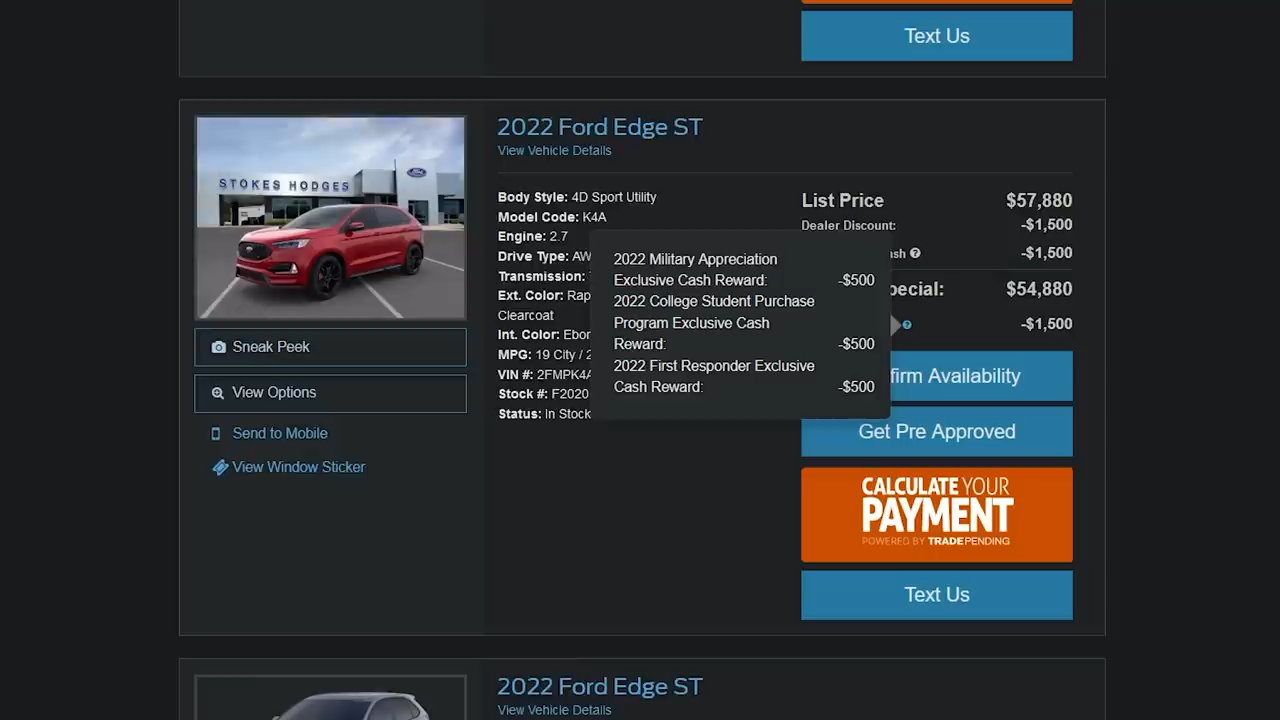 Text Us
2022 Ford Edge ST
View Vehicle Details
STOKES HODGES
Ford
Body Style: 4D Sport Utility
Model Code: K4A
Engine: 2.7
Drive Type: AW
Transmission:
Ext. Color: Rap
Clearcoat
Int. Color: Ebor
MPG: 19 City / 2
VIN #: 2FMPK4A
Stock #: F2020
Status: In Stock
List Price $57,880
Dealer Discount: -$1,500
ash -$1,500
pecial: $54,880
-$1,500
2022 Military Appreciation
Exclusive Cash Reward: -$500
2022 College Student Purchase
Program Exclusive Cash
Reward: -$500
2022 First Responder Exclusive
Cash Reward: -$500
Sneak Peek
View Options
Send to Mobile
View Window Sticker
firm Availability
Get Pre Approved
CALCULATE YOUR
PAYMENT
POWERED BY TRADEPENDING
Text Us
2022 Ford Edge ST
View Vehicle Details